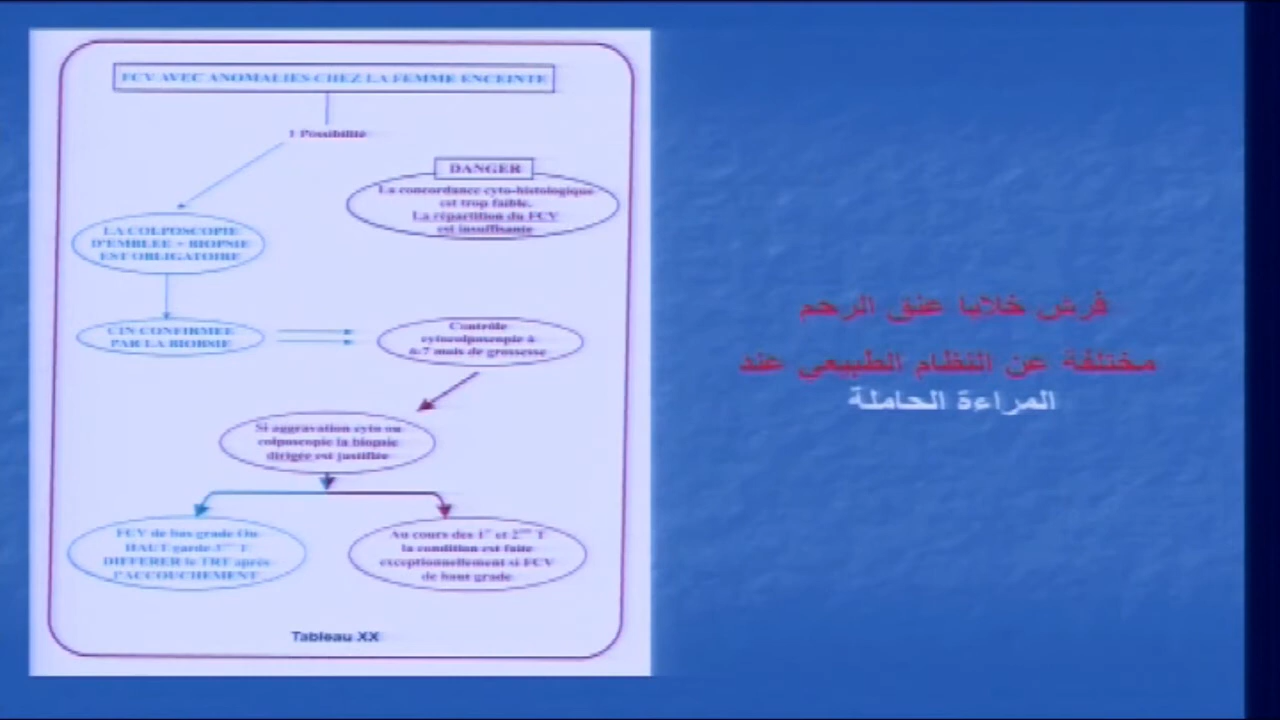 FCV AVEC ANOMALIES CHEZ LA FEMME ENCEINTE
1 Possibilité
DANGER
La concordance cyto-histologique
est trop faible.
La répartition du FCV
est insuffisante
LA COLPOSCOPIE
D'EMBLEE + BIOPSIE
EST OBLIGATOIRE
CIN CONFIRMEE
PAR LA BIOBSIE
Contrôle
cytocolposcopie à
6-7 mois de grossesse
Si aggravation cyto ou
colposcopie la biopsie
dirigée est justifiée
FCV de bas grade Ou
HAUT garde 3 T
DIFFERER le TRT après
l'ACCOUCHEMENT
Au cours des 1 et 2 T
la condition est faite
exceptionnellement si FCV
de haut grade
Tableau XX
فرش خلايا عنق الرحم
مختلفة عن النظام الطبيعي عند
المراءة الحاملة